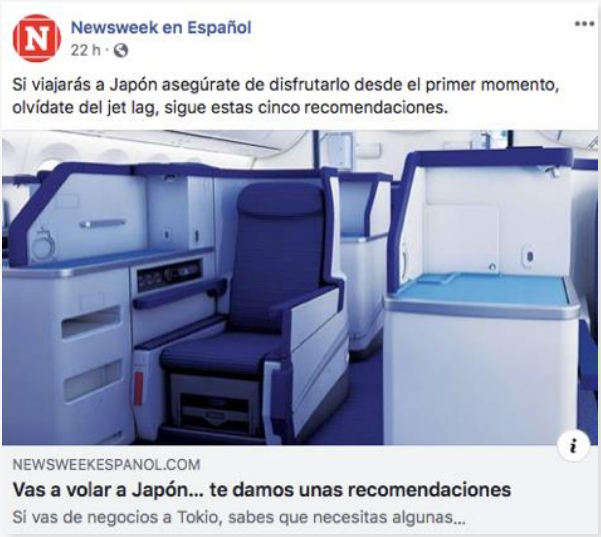 N
Newsweek en Español
22 h ·
Si viajarás a Japón asegúrate de disfrutarlo desde el primer momento,
olvídate del jet lag, sigue estas cinco recomendaciones.
i
NEWSWEEKESPANOL.COM
Vas a volar a Japón... te damos unas recomendaciones
Si vas de negocios a Tokio, sabes que necesitas algunas...